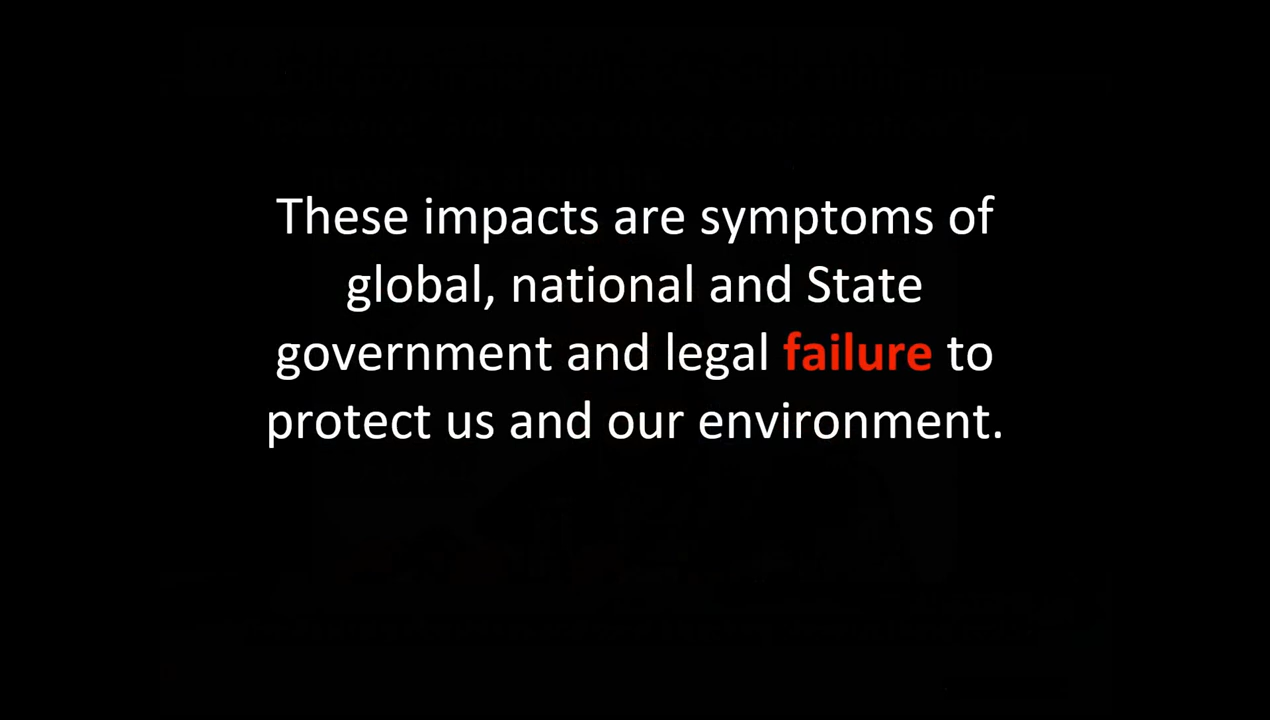 These impacts are symptoms of
global, national and State
government and legal failure to
protect us and our environment.